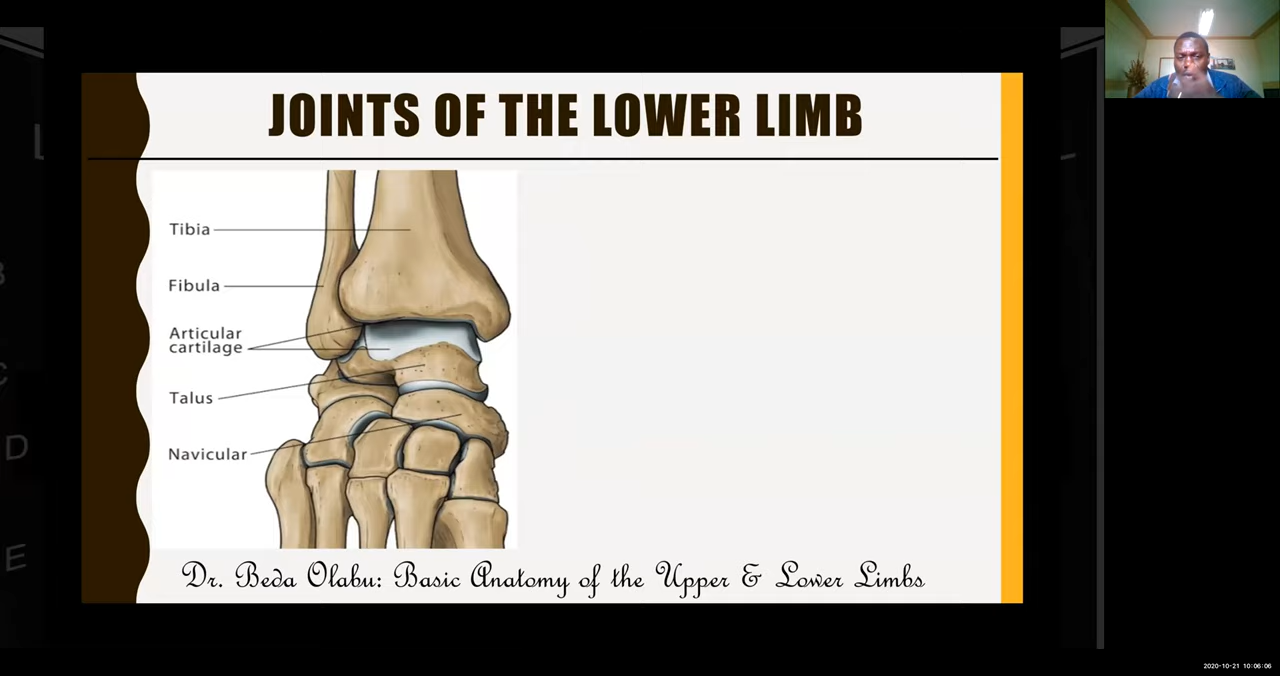 JOINTS OF THE LOWER LIMB
Tibia
Fibula
Articular
cartilage
Talus
Navicular
Dr. Beda Olabu: Basic Anatomy of the Upper & Lower Limbs
L
B
C
D
E
2020-10-21 10:06:06